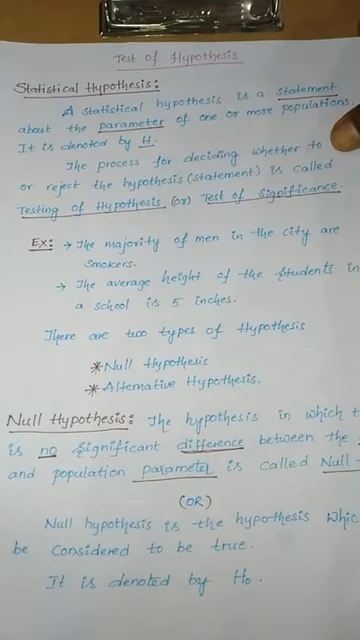 Test of Hypothesis
Statistical Hypothesis:
A Statistical hypothesis is a statement
about the parameter of one or more populations.
It is denoted by H.
The process for deciding whether to
or reject the hypothesis (statement) is called
Testing of Hypothesis (or) Test of Significance.
Ex: → The majority of men in the city are
Smokers.
→ The average height of the Students in
a school is 5 inches.
There are two types of Hypothesis
* Null Hypothesis
* Alternative Hypothesis.
Null Hypothesis: The hypothesis in which
is no significant difference between the
and population parameter is called Null
(OR)
Null hypothesis is the hypothesis
be Considered to be true.
It is denoted by H₀.